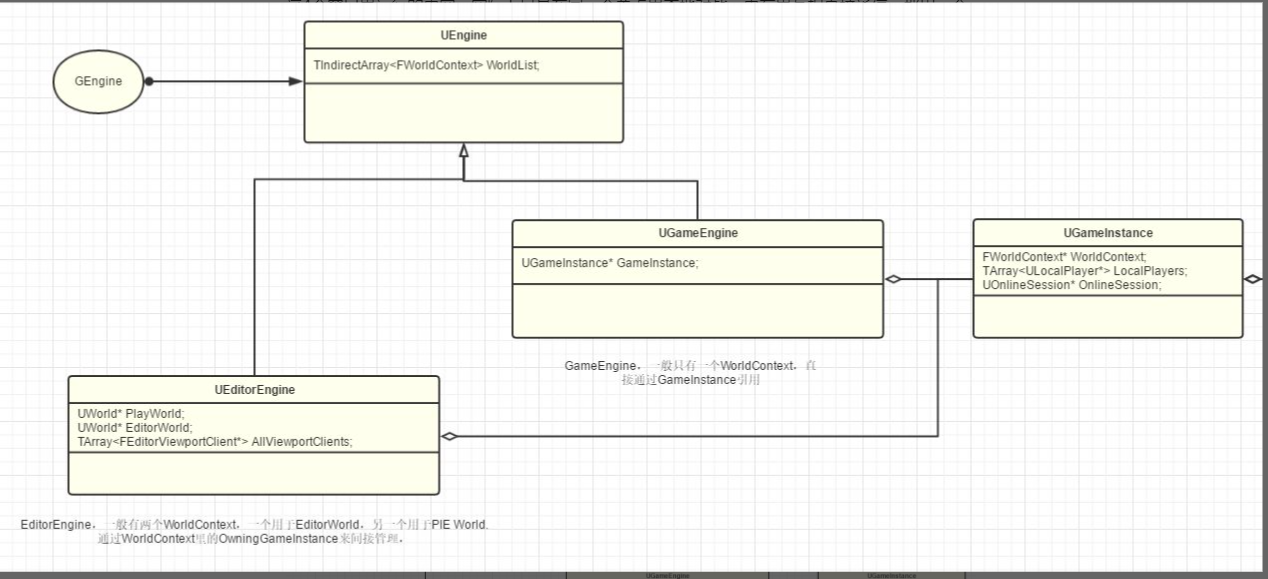 UEngine
TIndirectArray<FWorldContext> WorldList;
GEngine
UGameEngine
UGameInstance* GameInstance;
UGameInstance
FWorldContext* WorldContext;
TArray<ULocalPlayer*> LocalPlayers;
UOnlineSession* OnlineSession;
GameEngine，一般只有一个WorldContext，直
接通过GameInstance引用
UEditorEngine
UWorld* PlayWorld;
UWorld* EditorWorld;
TArray<FEditorViewportClient*> AllViewportClients;
EditorEngine，一般有两个WorldContext，一个用于EditorWorld，另一个用于PIE World.
通过WorldContext里的OwningGameInstance来间接管理，
UGameEngine
UGameInstance